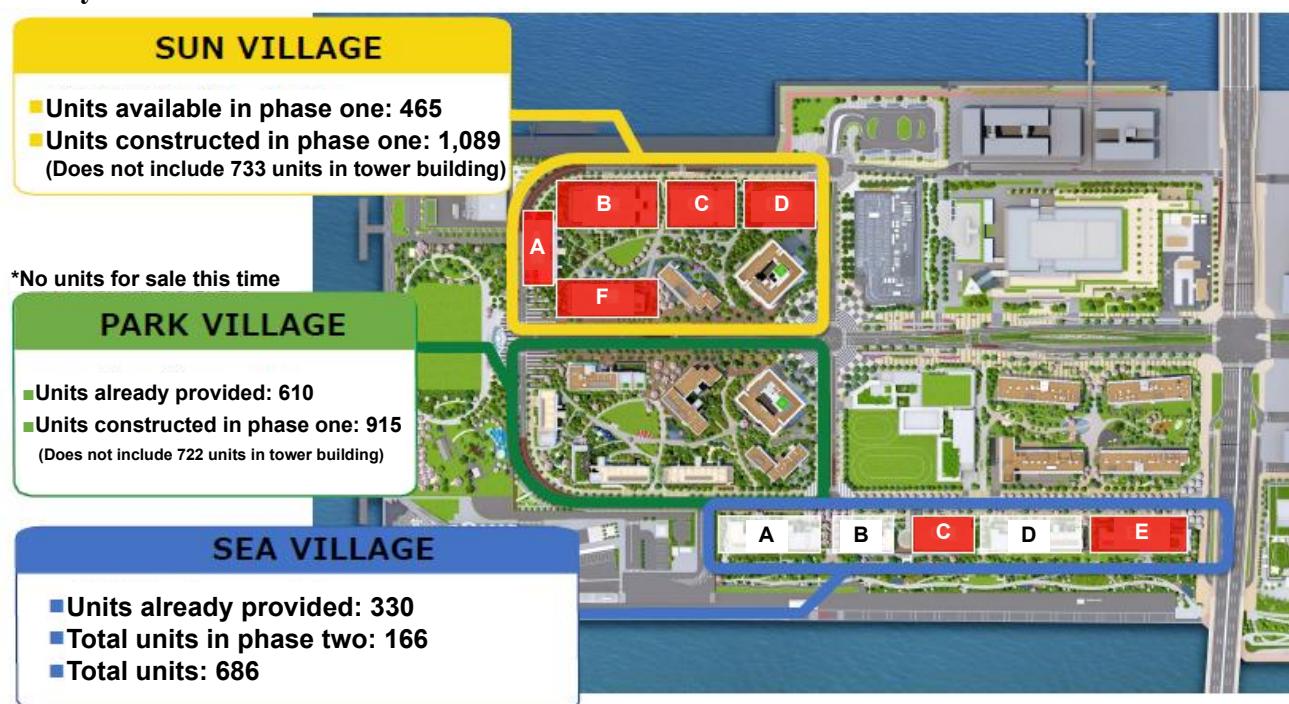 SUN VILLAGE
Units available in phase one: 465
Units constructed in phase one: 1,089
(Does not include 733 units in tower building)
B
C
D
A
F
*No units for sale this time
PARK VILLAGE
Units already provided: 610
Units constructed in phase one: 915
(Does not include 722 units in tower building)
A
B
C
D
E
SEA VILLAGE
Units already provided: 330
Total units in phase two: 166
Total units: 686